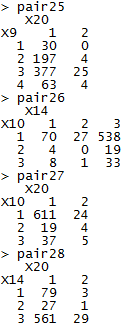 > pair25
X20
X9 1 2
1 30 0
2 197 4
3 377 25
4 63 4
> pair26
X14
X10 1 2 3
1 70 27 538
2 4 0 19
3 8 1 33
> pair27
X20
X10 1 2
1 611 24
2 19 4
3 37 5
> pair28
X20
X14 1 2
1 79 3
2 27 1
3 561 29